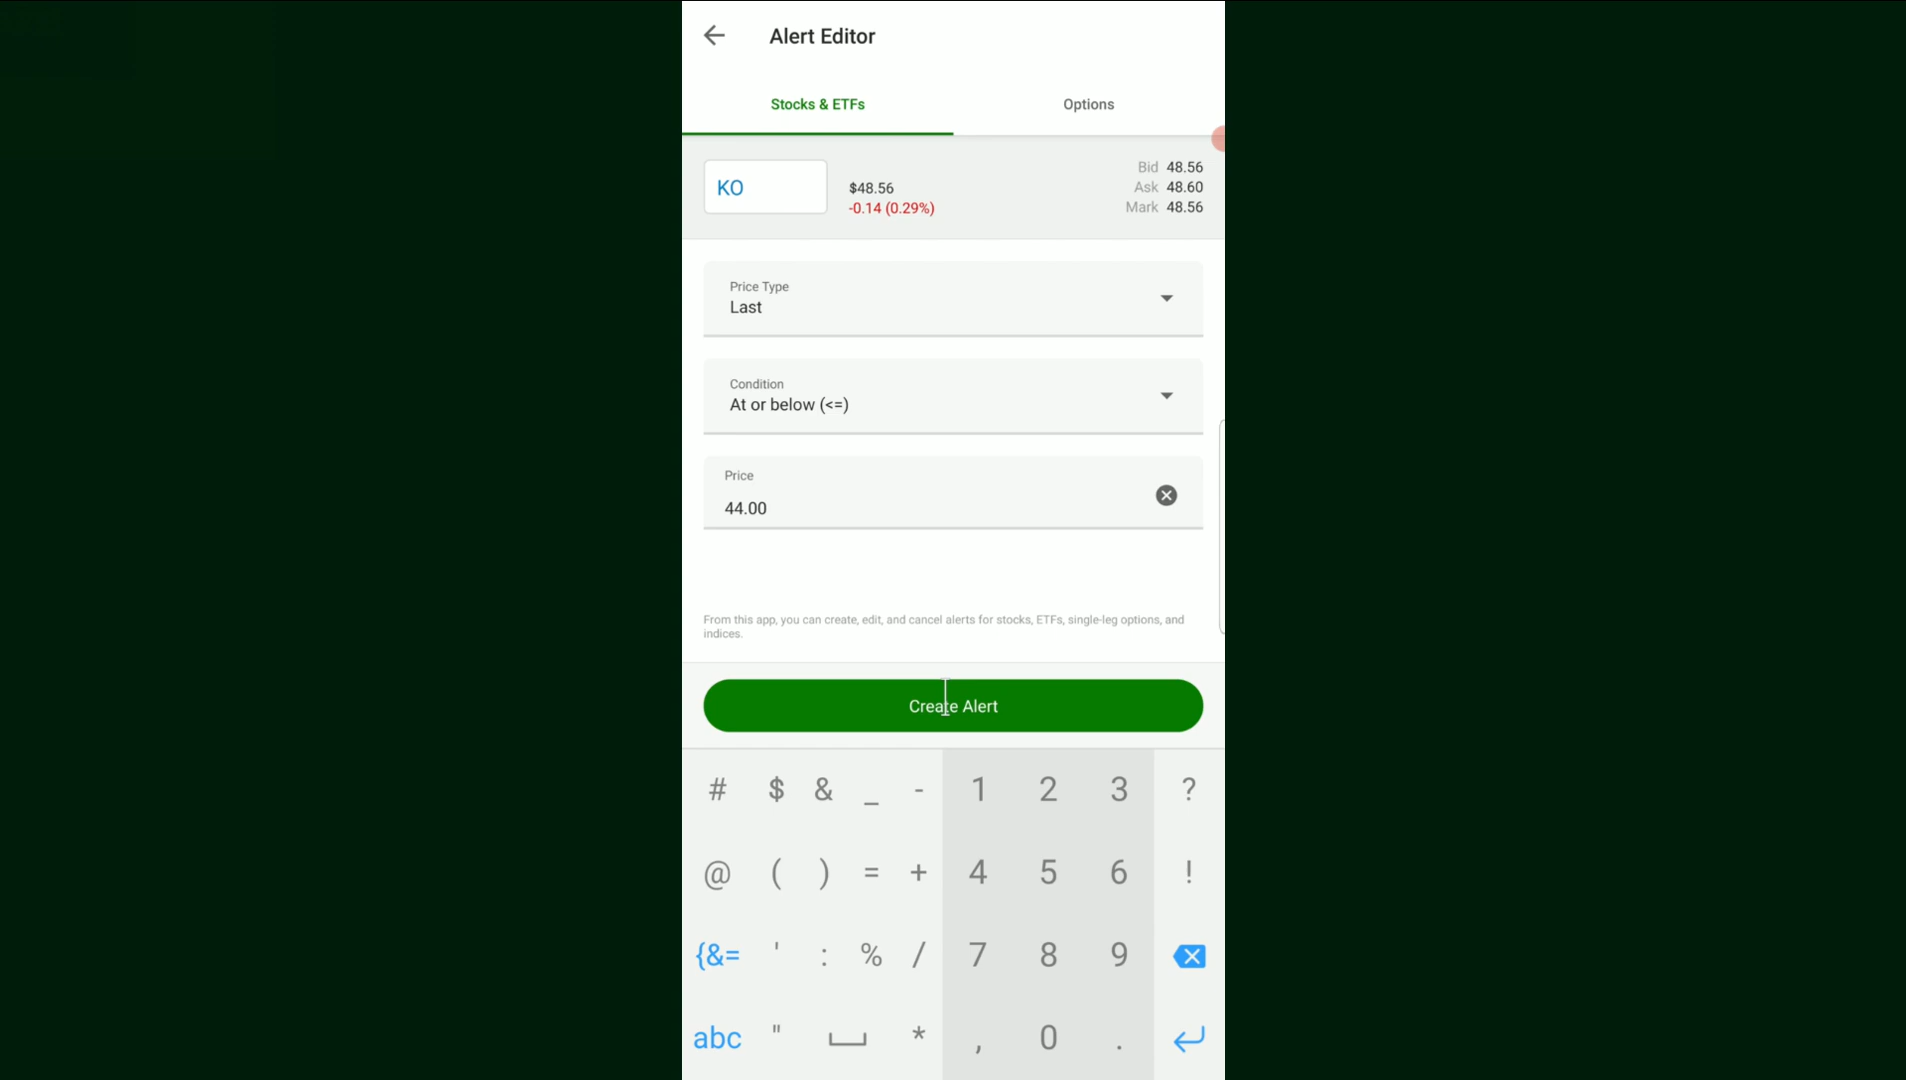 Alert Editor
Stocks & ETFs
Options
KO
$48.56
-0.14 (0.29%)
Bid 48.56
Ask 48.60
Mark 48.56
Price Type
Last
Condition
At or below (<=)
Price
44.00
From this app, you can create, edit, and cancel alerts for stocks, ETFs, single-leg options, and
indices.
Create Alert
# $ & _ - 1 2 3 ?
@ ( ) = + 4 5 6 !
{&= ' : % / 7 8 9
abc " * , 0 .